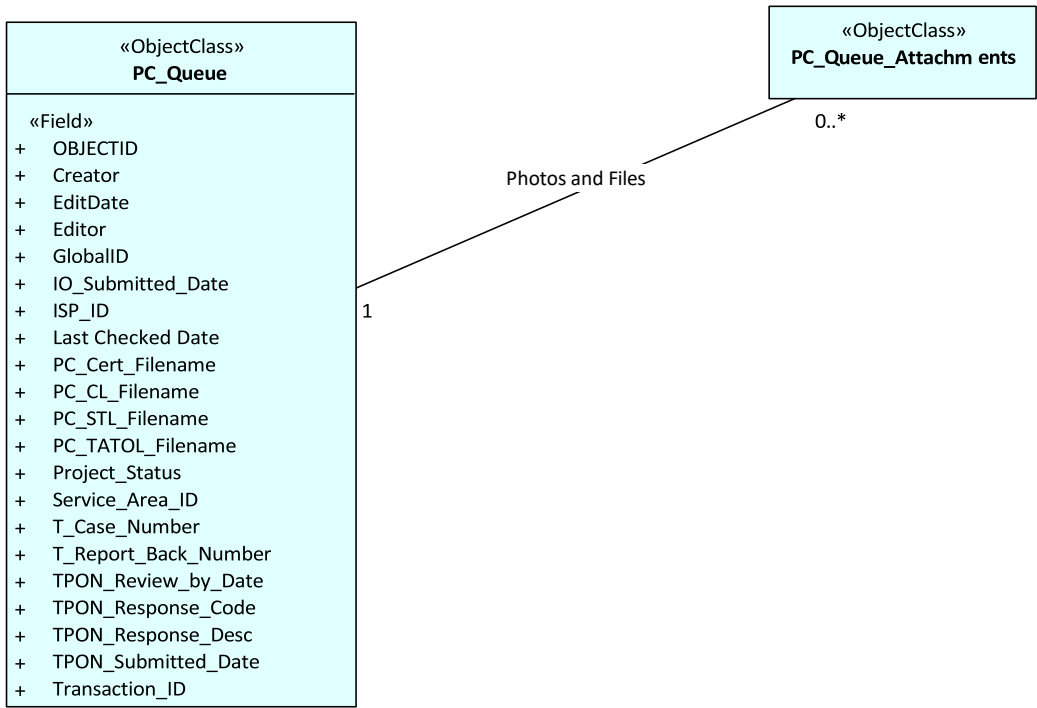 «ObjectClass»
PC_Queue
«Field»
+ OBJECTID
+ Creator
+ EditDate
+ Editor
+ GlobalID
+ IO_Submitted_Date
+ ISP_ID
+ Last Checked Date
+ PC_Cert_Filename
+ PC_CL_Filename
+ PC_STL_Filename
+ PC_TATOL_Filename
+ Project_Status
+ Service_Area_ID
+ T_Case_Number
+ T_Report_Back_Number
+ TPON_Review_by_Date
+ TPON_Response_Code
+ TPON_Response_Desc
+ TPON_Submitted_Date
+ Transaction_ID
1
Photos and Files
«ObjectClass»
PC_Queue_Attachm ents
0..*